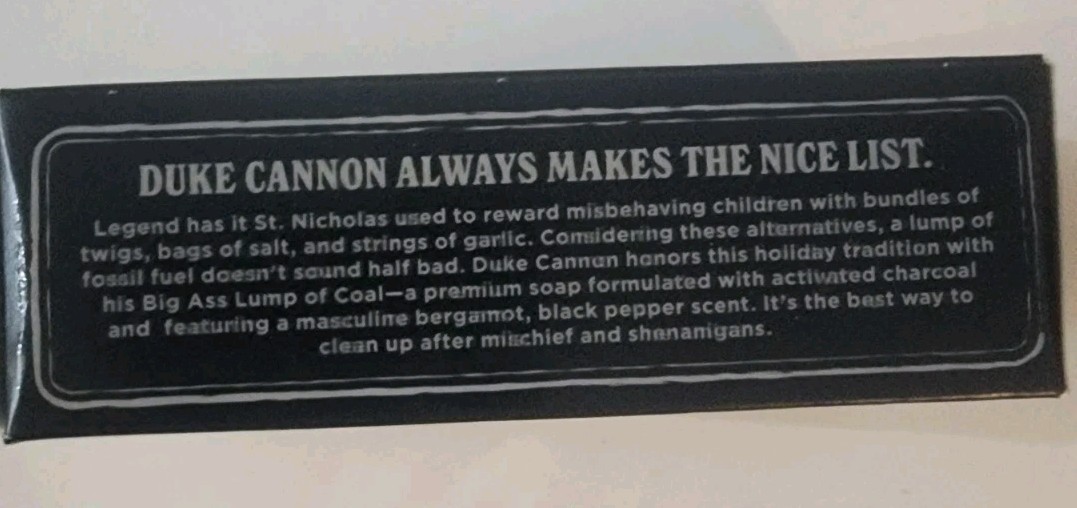 DUKE CANNON ALWAYS MAKES THE NICE LIST.
Legend has it St. Nicholas used to reward misbehaving children with bundles of
twigs, bags of salt, and strings of garlic. Considering these alternatives, a lump of
fossil fuel doesn't sound half bad. Duke Cannon honors this holiday tradition with
his Big Ass Lump of Coal—a premium soap formulated with activated charcoal
and featuring a masculine bergamot, black pepper scent. It's the best way to
clean up after mischief and shenanigans.